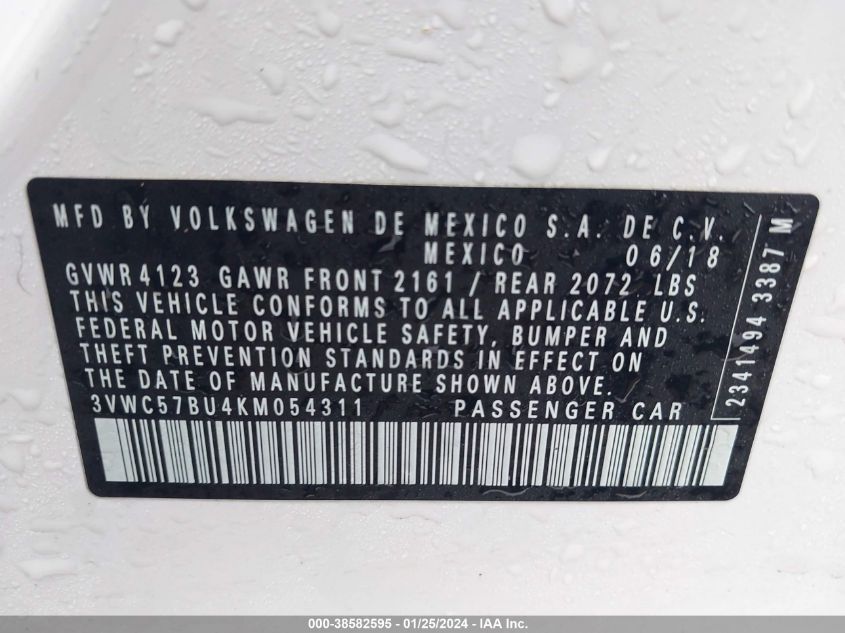 MFD BY VOLKSWAGEN DE MEXICO S.A. DE C.V.
MEXICO 06/18
GVWR 4123 GAWR FRONT 2161 / REAR 2072 LBS
THIS VEHICLE CONFORMS TO ALL APPLICABLE U.S.
FEDERAL MOTOR VEHICLE SAFETY, BUMPER AND
THEFT PREVENTION STANDARDS IN EFFECT ON
THE DATE OF MANUFACTURE SHOWN ABOVE.
3VWC57BU4KM054311 PASSENGER CAR
2341494 3387 M
000-38582595 - 01/25/2024 - IAA Inc.